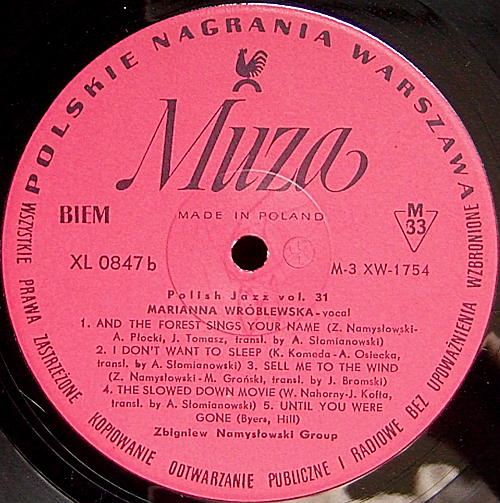 POLSKIE NAGRANIA WARSZAWA
Muza
BIEM
MADE IN POLAND
M
33
XL 0847 b
M-3 XW-1754
Polish Jazz vol. 31
MARIANNA WRÓBLEWSKA - vocal
1. AND THE FOREST SINGS YOUR NAME (Z. Namysłowski-
A. Płocki, J. Tomasz, transl. by A. Słomianowski)
2. I DON'T WANT TO SLEEP (K. Komeda - A. Osiecka,
transl. by A. Słomianowski) 3. SELL ME TO THE WIND
(Z. Namysłowski - M. Groński, transl. by J. Bromski)
4. THE SLOWED DOWN MOVIE (W. Nahorny - J. Kofta,
transl. by A. Słomianowski) 5. UNTIL YOU WERE
GONE (Byers, Hill)
Zbigniew Namysłowski Group
WSZYSTKIE PRAWA ZASTRZEŻONE KOPIOWANIE ODTWARZANIE PUBLICZNE I RADIOWE BEZ UPOWAŻNIENIA WZBRONIONE